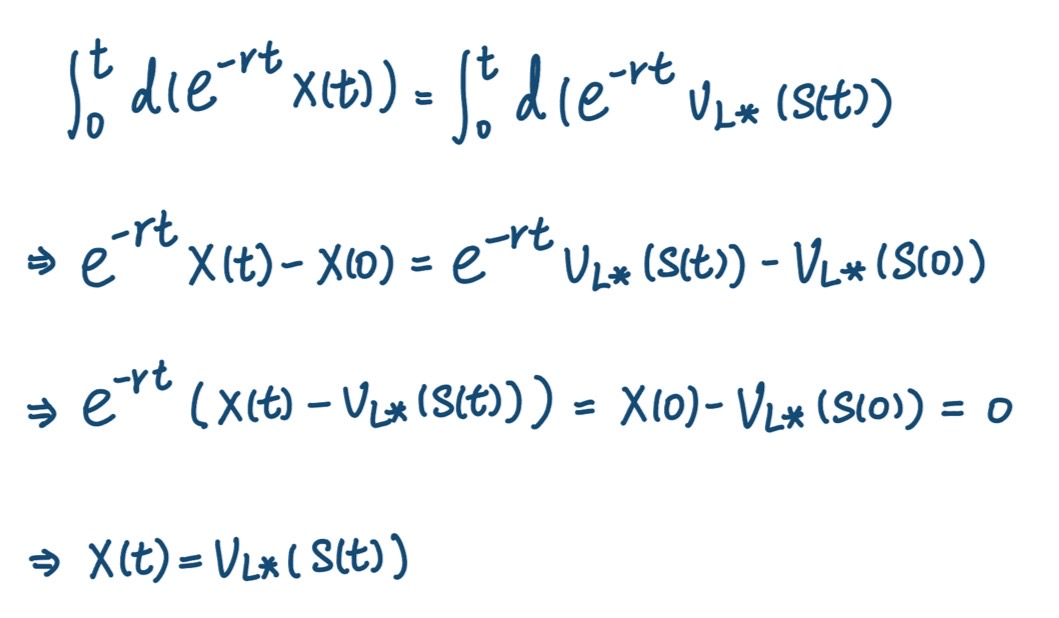 ∫₀ᵗ d(e^{-rt} X(t)) = ∫₀ᵗ d(e^{-rt} V_{L*}(S(t))
⇒ e^{-rt} X(t) - X(0) = e^{-rt} V_{L*}(S(t)) - V_{L*}(S(0))
⇒ e^{-rt} (X(t) - V_{L*}(S(t))) = X(0) - V_{L*}(S(0)) = 0
⇒ X(t) = V_{L*}(S(t))